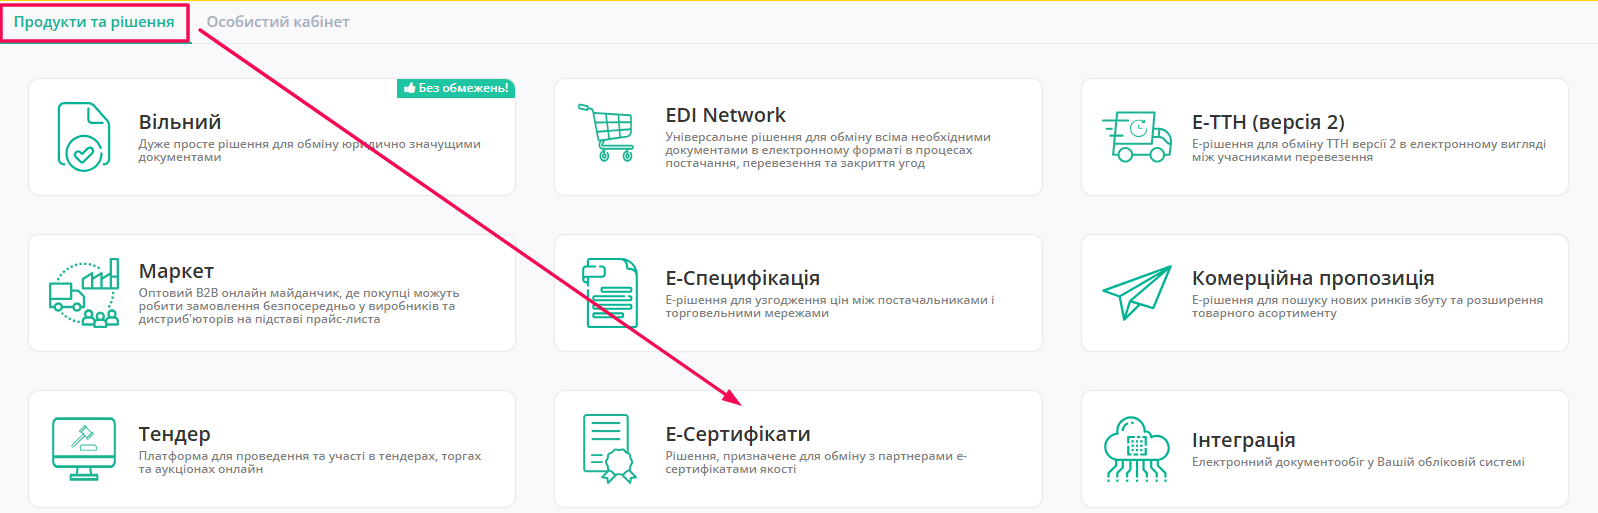 Продукти та рішення
Особистий кабінет
Без обмежень!
Вільний
Дуже просте рішення для обміну юридично значущими
документами
EDI Network
Універсальне рішення для обміну всіма необхідними
документами в електронному форматі в процесах
постачання, перевезення та закриття угод
Е-ТТН (версія 2)
Е-рішення для обміну ТТН версії 2 в електронному вигляді
між учасниками перевезення
Маркет
Оптовий B2B онлайн майданчик, де покупці можуть
робити замовлення безпосередньо у виробників та
дистриб'юторів на підставі прайс-листа
Е-Специфікація
Е-рішення для узгодження цін між постачальниками і
торговельними мережами
Комерційна пропозиція
Е-рішення для пошуку нових ринків збуту та розширення
товарного асортименту
Тендер
Платформа для проведення та участі в тендерах, торгах
та аукціонах онлайн
Е-Сертифікати
Рішення, призначене для обміну з партнерами е-
сертифікатами якості
Інтеграція
Електронний документообіг у Вашій обліковій системі